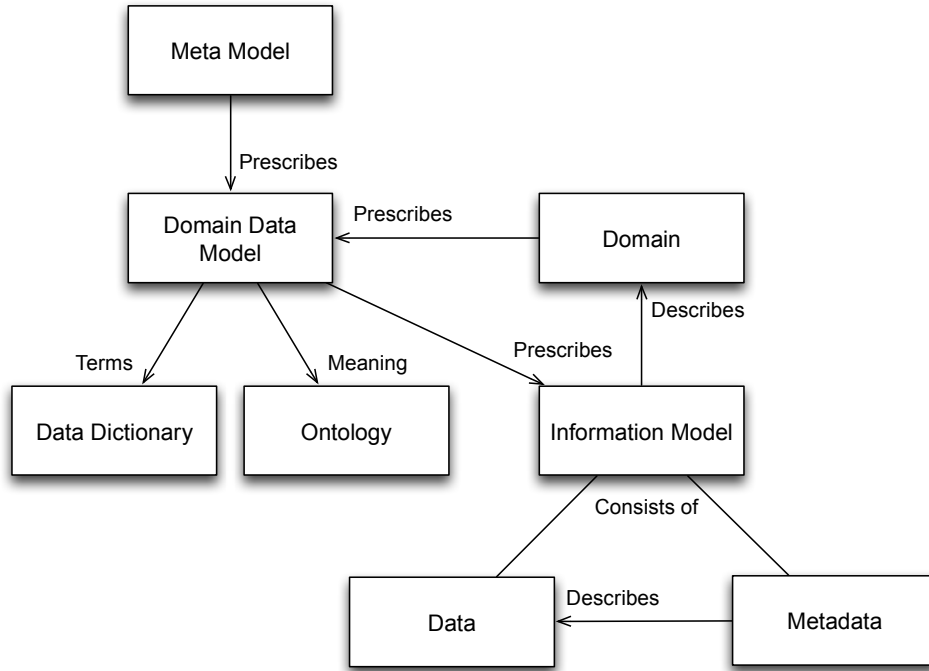 Meta Model
Prescribes
Domain Data
Model
Prescribes
Domain
Describes
Terms
Meaning
Prescribes
Data Dictionary
Ontology
Information Model
Consists of
Data
Describes
Metadata